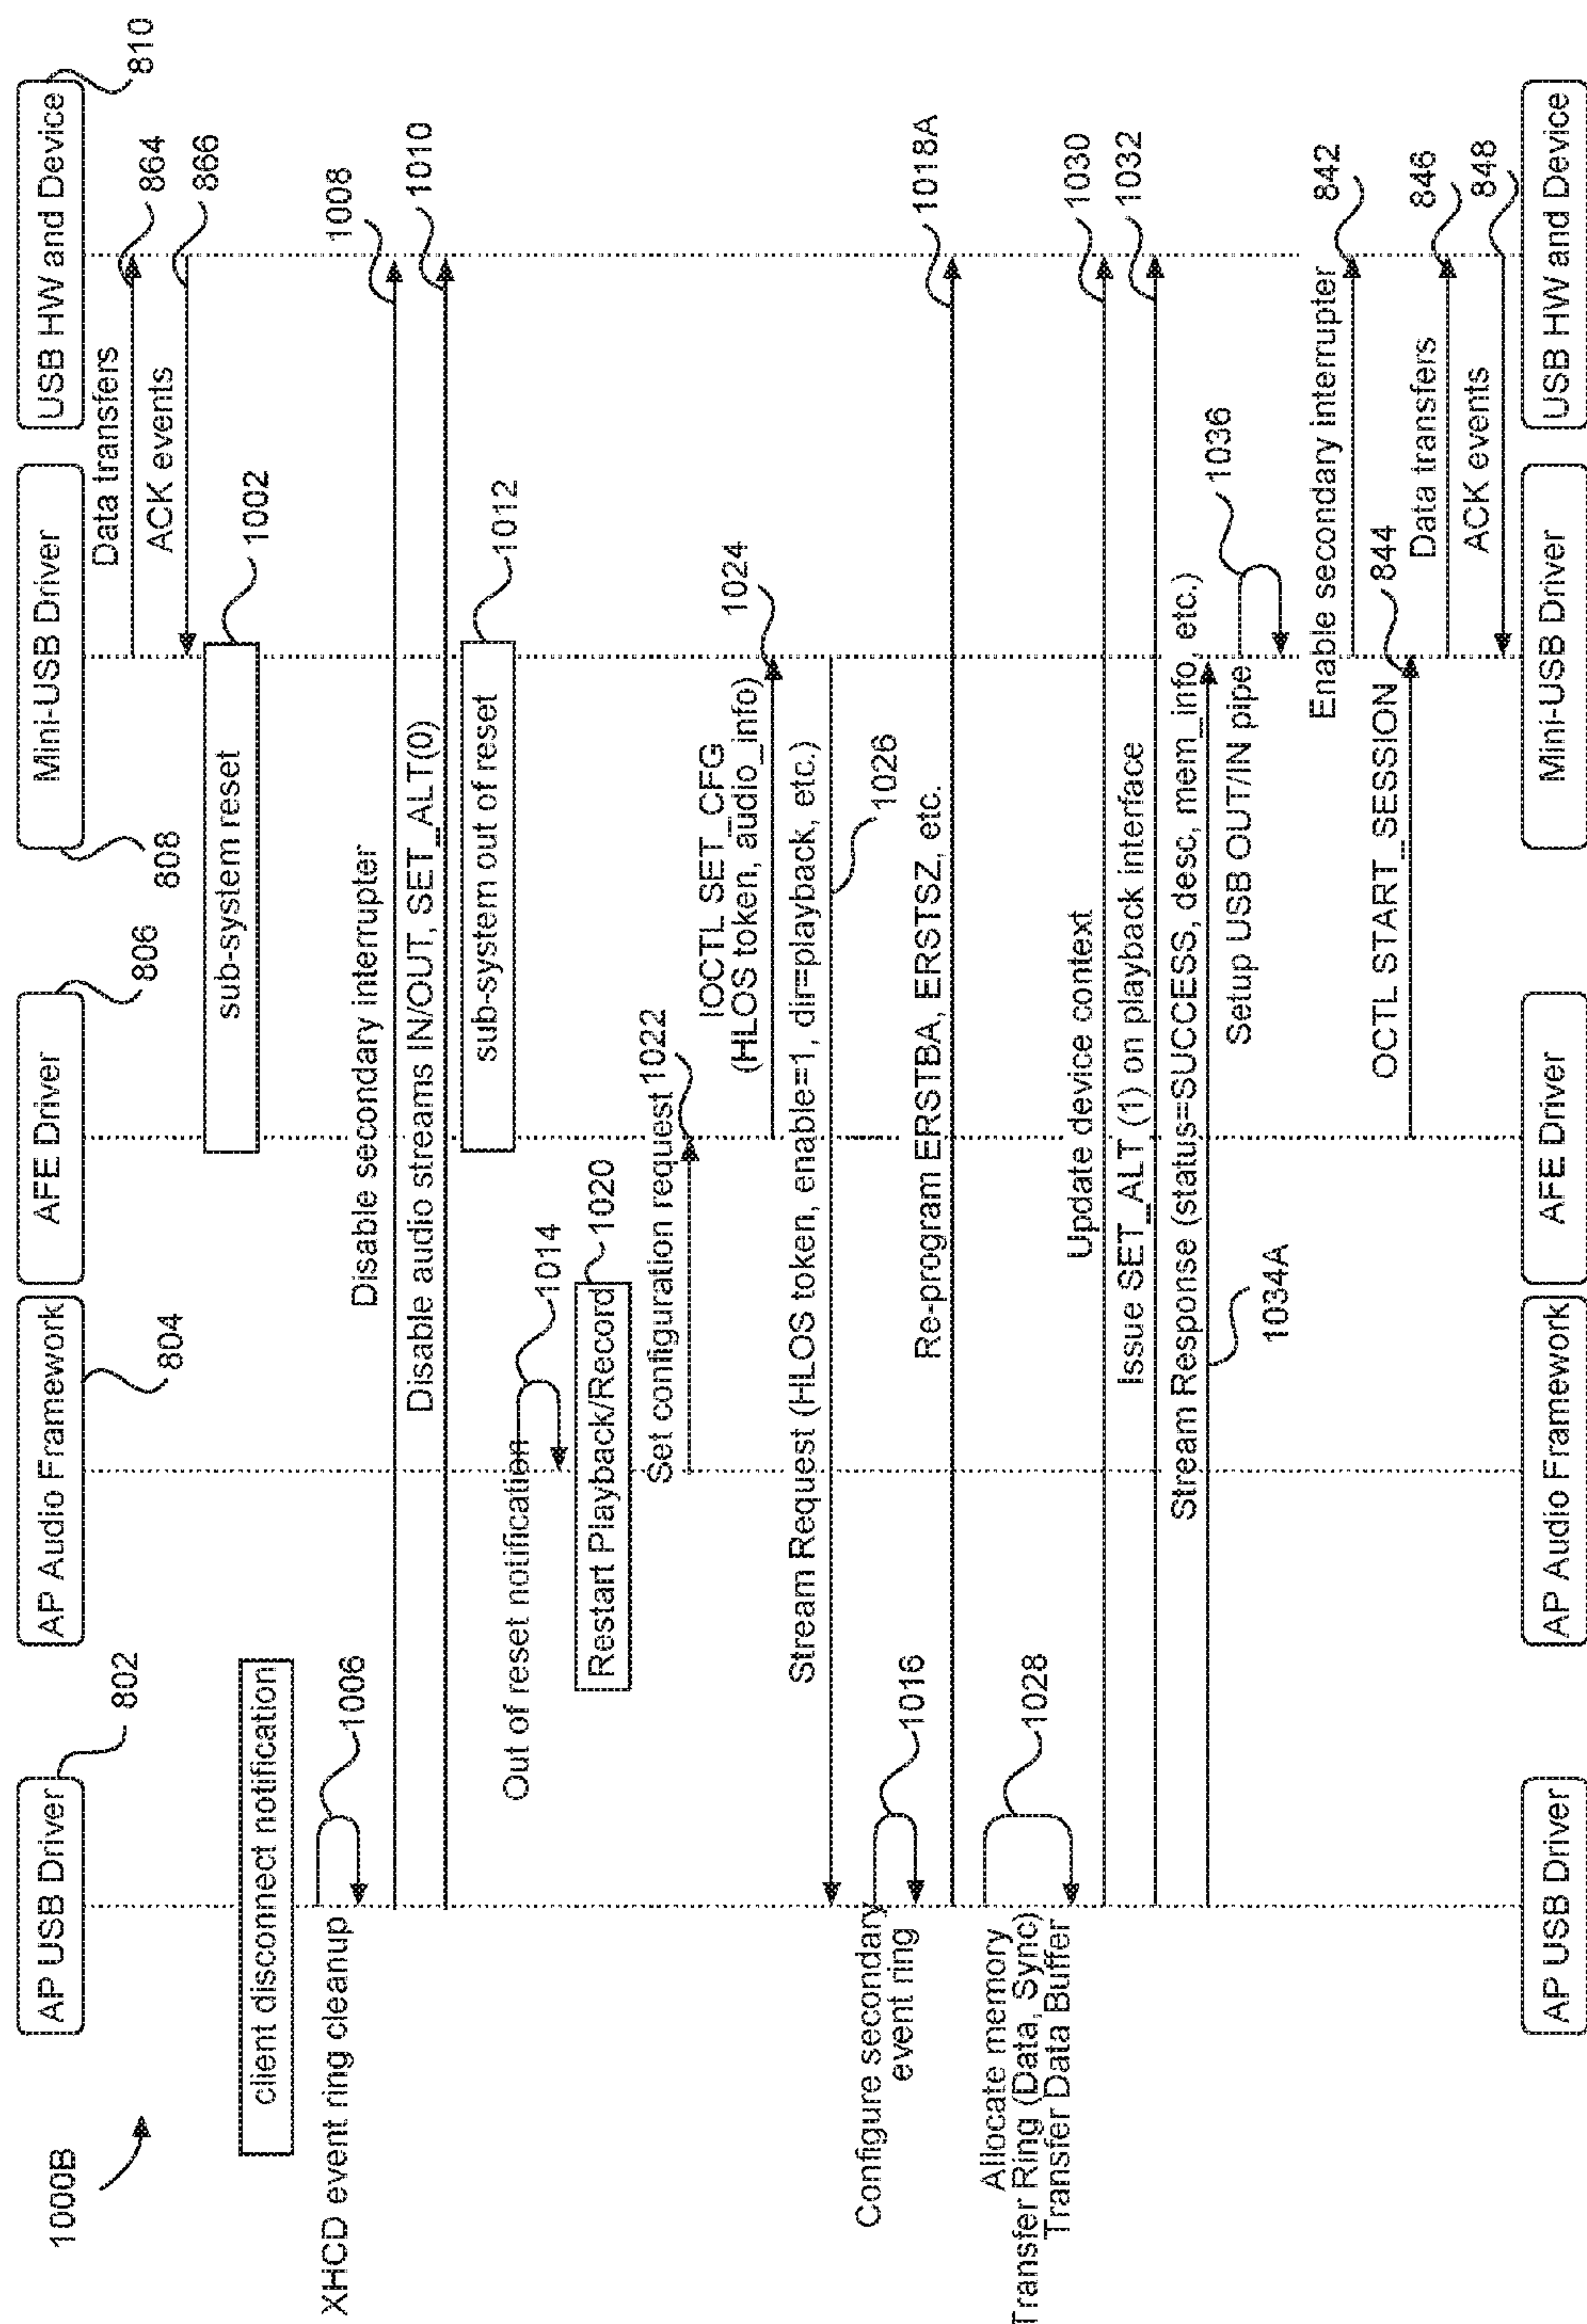 1000B
AP USB Driver
802
AP Audio Framework
804
AFE Driver
806
Mini-USB Driver
808
USB HW and Device
810
Data transfers
864
ACK events
866
sub-system reset
1002
client disconnect notification
XHCD event ring cleanup
1006
Disable secondary interrupter
1008
Disable audio streams IN/OUT, SET_ALT(0)
1010
sub-system out of reset
1012
Out of reset notification
1014
Restart Playback/Record
1020
Set configuration request
1022
IOCTL SET_CFG
(HLOS token, audio_info)
1024
Stream Request (HLOS token, enable=1, dir=playback, etc.)
1026
Configure secondary
event ring
1016
Re-program ERSTBA, ERSTSZ, etc.
1018A
Allocate memory
Transfer Ring (Data, Sync)
Transfer Data Buffer
1028
Update device context
1030
Issue SET_ALT (1) on playback interface
1032
Stream Response (status=SUCCESS, desc, mem_info, etc.)
1034A
Setup USB OUT/IN pipe
1036
Enable secondary interrupter
842
OCTL START_SESSION
844
Data transfers
846
ACK events
848
AP USB Driver
AP Audio Framework
AFE Driver
Mini-USB Driver
USB HW and Device